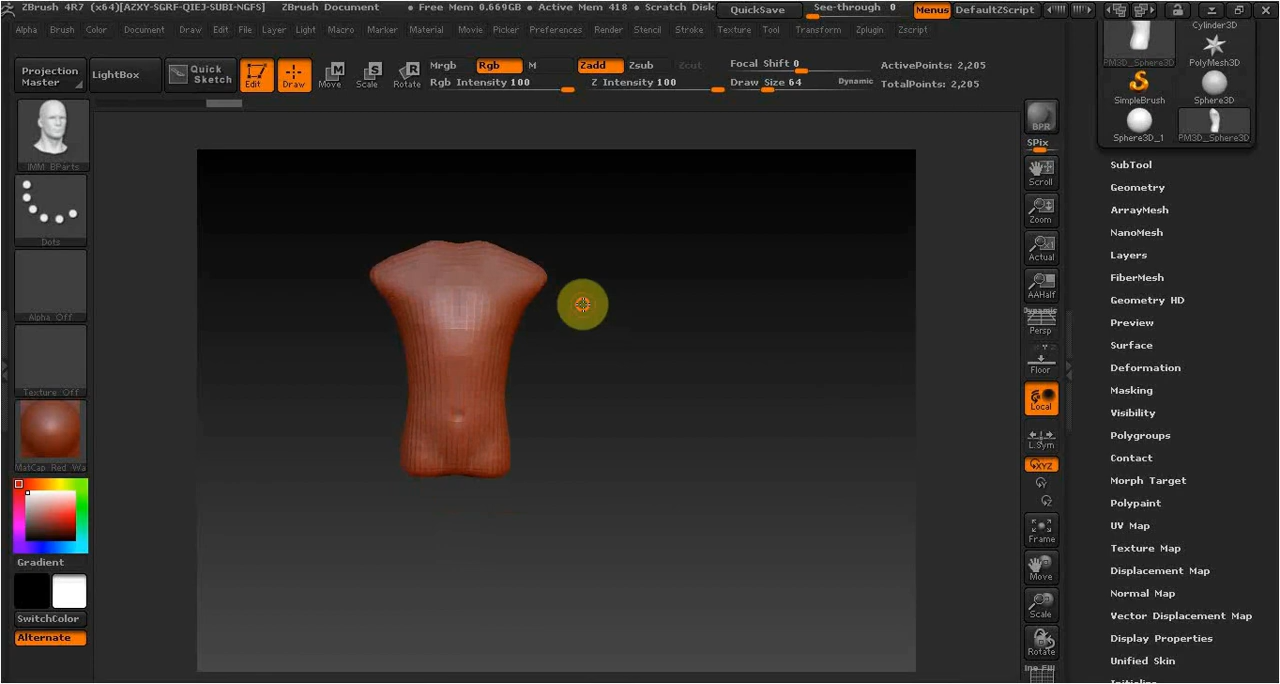 ZBrush 4R7 (x64)[AZXY-SGRF-QIEJ-SUBI-NGFS] ZBrush Document • Free Mem 0.669GB • Active Mem 418 • Scratch Disk QuickSave See-through 0 Menus DefaultZScript
Alpha Brush Color Document Draw Edit File Layer Light Macro Marker Material Movie Picker Preferences Render Stencil Stroke Texture Tool Transform Zplugin Zscript
Projection Master
LightBox
Quick Sketch
Edit
Draw
Move
Scale
Rotate
Mrgb Rgb M
Rgb Intensity 100
Zadd Zsub Zcut
Z Intensity 100
Focal Shift 0
Draw Size 64 Dynamic
ActivePoints: 2,205
TotalPoints: 2,205
IMM BParts
Dots
Alpha Off
Texture Off
MatCap Red Wa
Gradient
SwitchColor
Alternate
BPR
SPix
Scroll
Zoom
Actual
AAHalf
Dynamic
Persp
Floor
Local
L.Sym
XYZ
Frame
Move
Scale
Rotate
Line Fill
Cylinder3D
PM3D_Sphere3D
PolyMesh3D
SimpleBrush
Sphere3D
Sphere3D_1
PM3D_Sphere3D
SubTool
Geometry
ArrayMesh
NanoMesh
Layers
FiberMesh
Geometry HD
Preview
Surface
Deformation
Masking
Visibility
Polygroups
Contact
Morph Target
Polypaint
UV Map
Texture Map
Displacement Map
Normal Map
Vector Displacement Map
Display Properties
Unified Skin